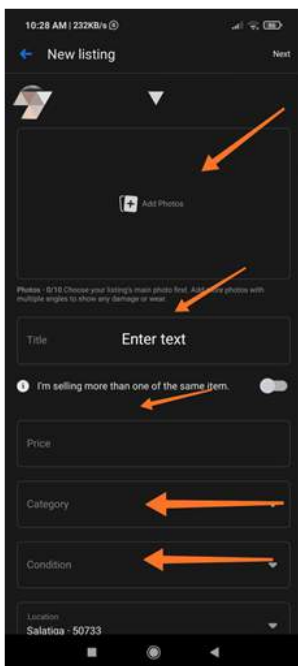 10:28 AM | 232KB/s
New listing
Next
Add Photos
Photos - 0/10 Choose your listing's main photo first. Add more photos with
multiple angles to show any damage or wear.
Title
Enter text
I'm selling more than one of the same item.
Price
Category
Condition
Location
Salatiga - 50733